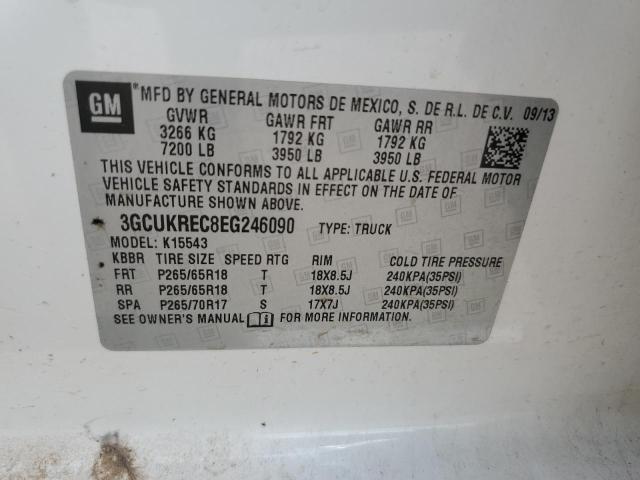 GM *MFD BY GENERAL MOTORS DE MEXICO, S. DE R.L. DE C.V. 09/13
GVWR GAWR FRT GAWR RR
3266 KG 1792 KG 1792 KG
7200 LB 3950 LB 3950 LB
THIS VEHICLE CONFORMS TO ALL APPLICABLE U.S. FEDERAL MOTOR
VEHICLE SAFETY STANDARDS IN EFFECT ON THE DATE OF
MANUFACTURE SHOWN ABOVE.
3GCUKREC8EG246090 TYPE: TRUCK
MODEL: K15543
KBBR TIRE SIZE SPEED RTG RIM COLD TIRE PRESSURE
FRT P265/65R18 T 18X8.5J 240KPA(35PSI)
RR P265/65R18 T 18X8.5J 240KPA(35PSI)
SPA P265/70R17 S 17X7J 240KPA(35PSI)
SEE OWNER'S MANUAL FOR MORE INFORMATION.